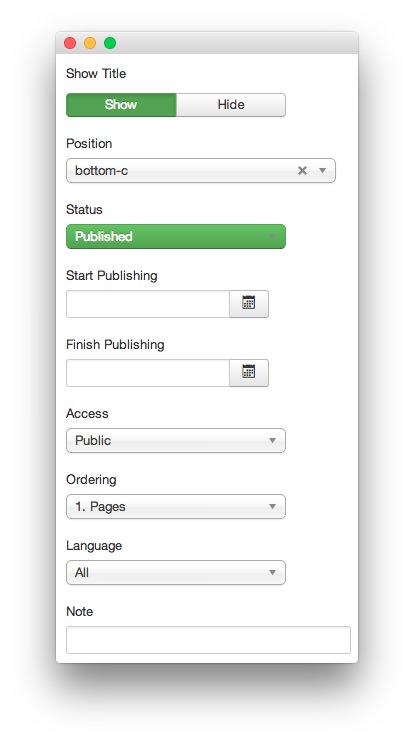 Show Title
Show Hide
Position
bottom-c
Status
Published
Start Publishing
Finish Publishing
Access
Public
Ordering
1. Pages
Language
All
Note